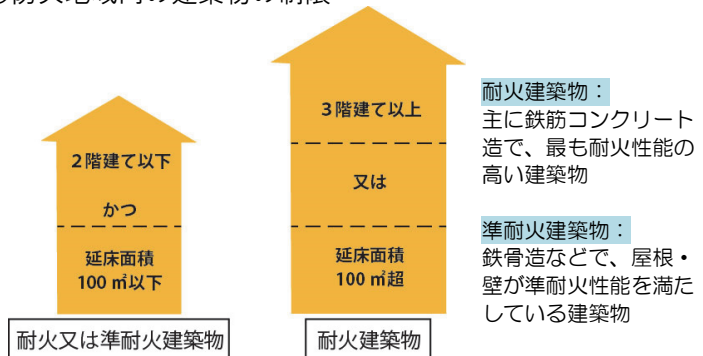 防火地域内の建築物の制限
2階建て以下
かつ
延床面積
100㎡以下
耐火又は準耐火建築物
3階建て以上
又は
延床面積
100㎡超
耐火建築物
耐火建築物：
主に鉄筋コンクリート
造で、最も耐火性能の
高い建築物
準耐火建築物：
鉄骨造などで、屋根・
壁が準耐火性能を満た
している建築物